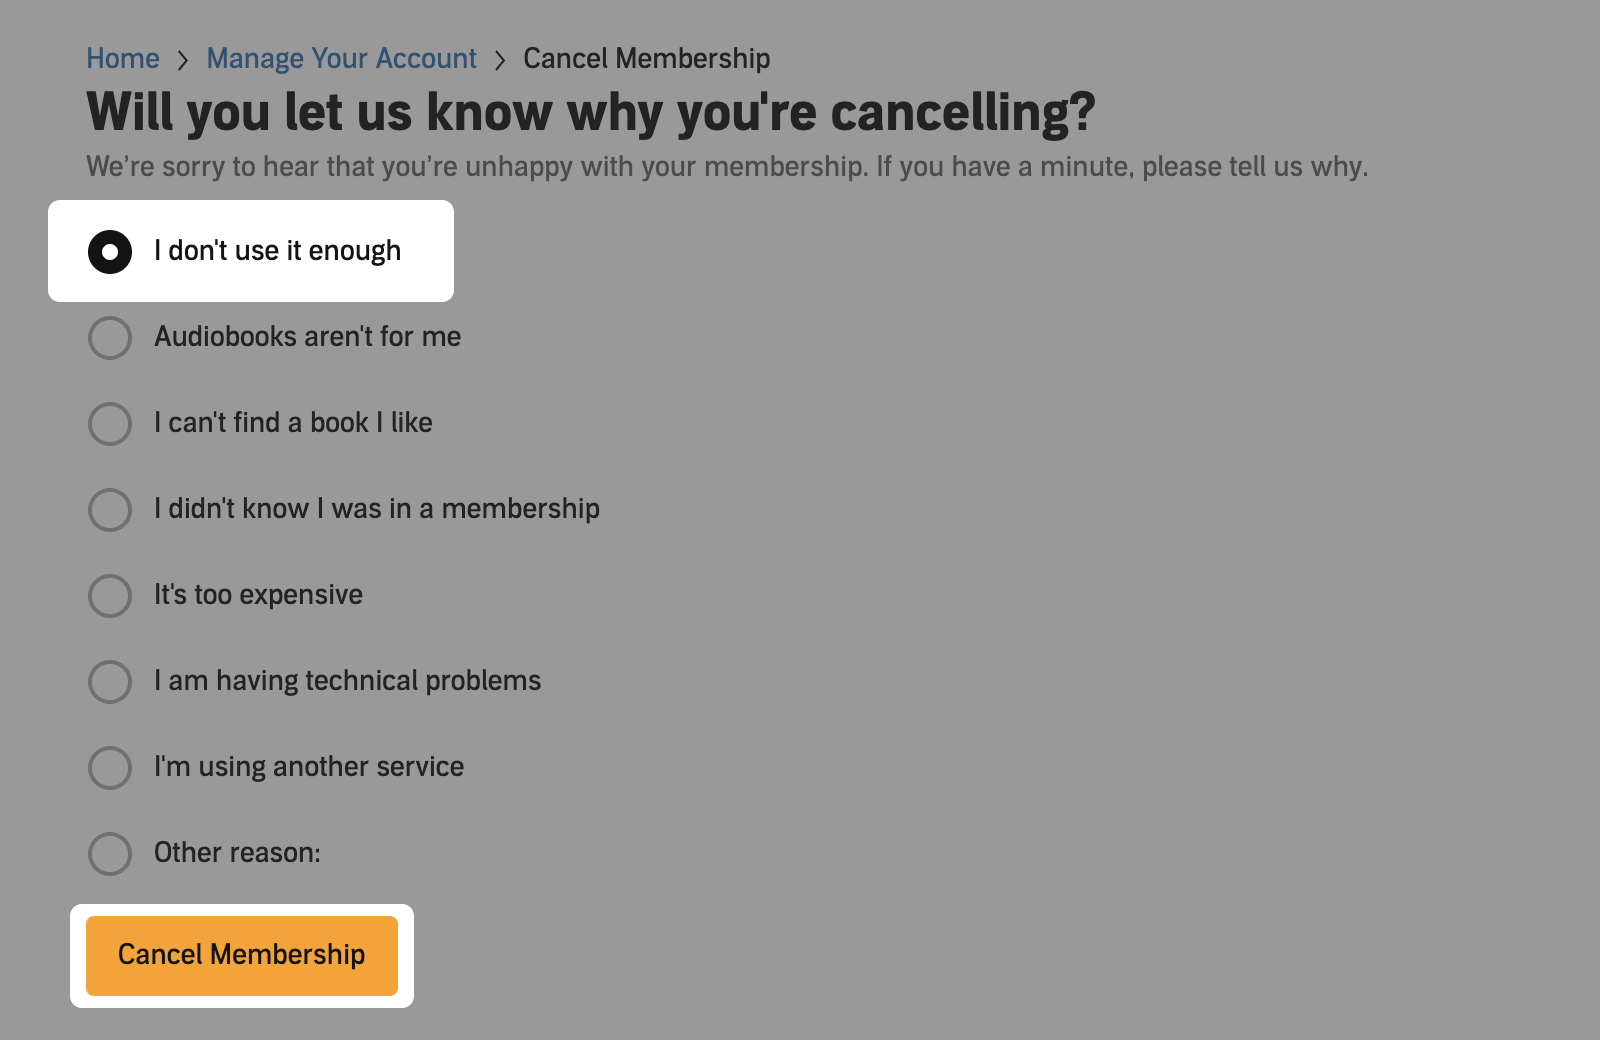 Home > Manage Your Account > Cancel Membership
Will you let us know why you're cancelling?
We’re sorry to hear that you’re unhappy with your membership. If you have a minute, please tell us why.
I don't use it enough
Audiobooks aren't for me
I can't find a book I like
I didn't know I was in a membership
It's too expensive
I am having technical problems
I'm using another service
Other reason:
Cancel Membership